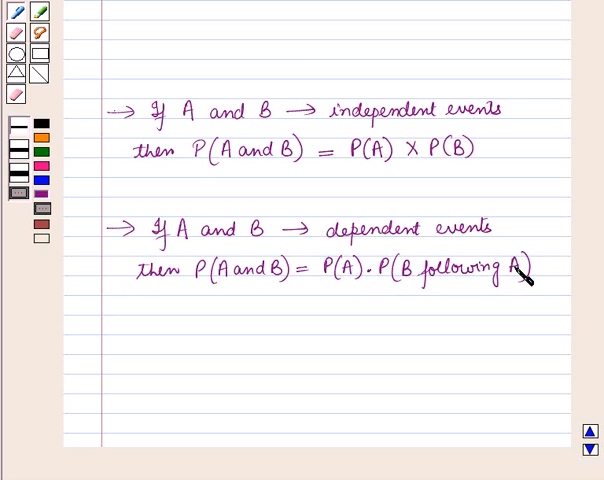 → If A and B → independent events
then P(A and B) = P(A) × P(B)
→ If A and B → dependent events
then P(A and B) = P(A) . P(B following A)